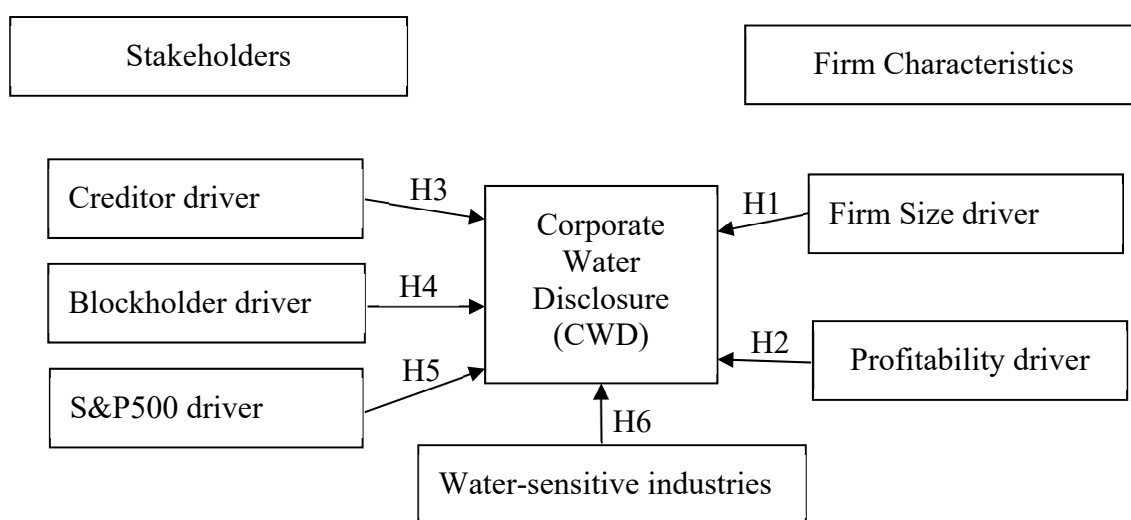 Stakeholders
Firm Characteristics
Creditor driver
H3
Blockholder driver
H4
S&P500 driver
H5
Corporate
Water
Disclosure
(CWD)
H1
Firm Size driver
H2
Profitability driver
H6
Water-sensitive industries